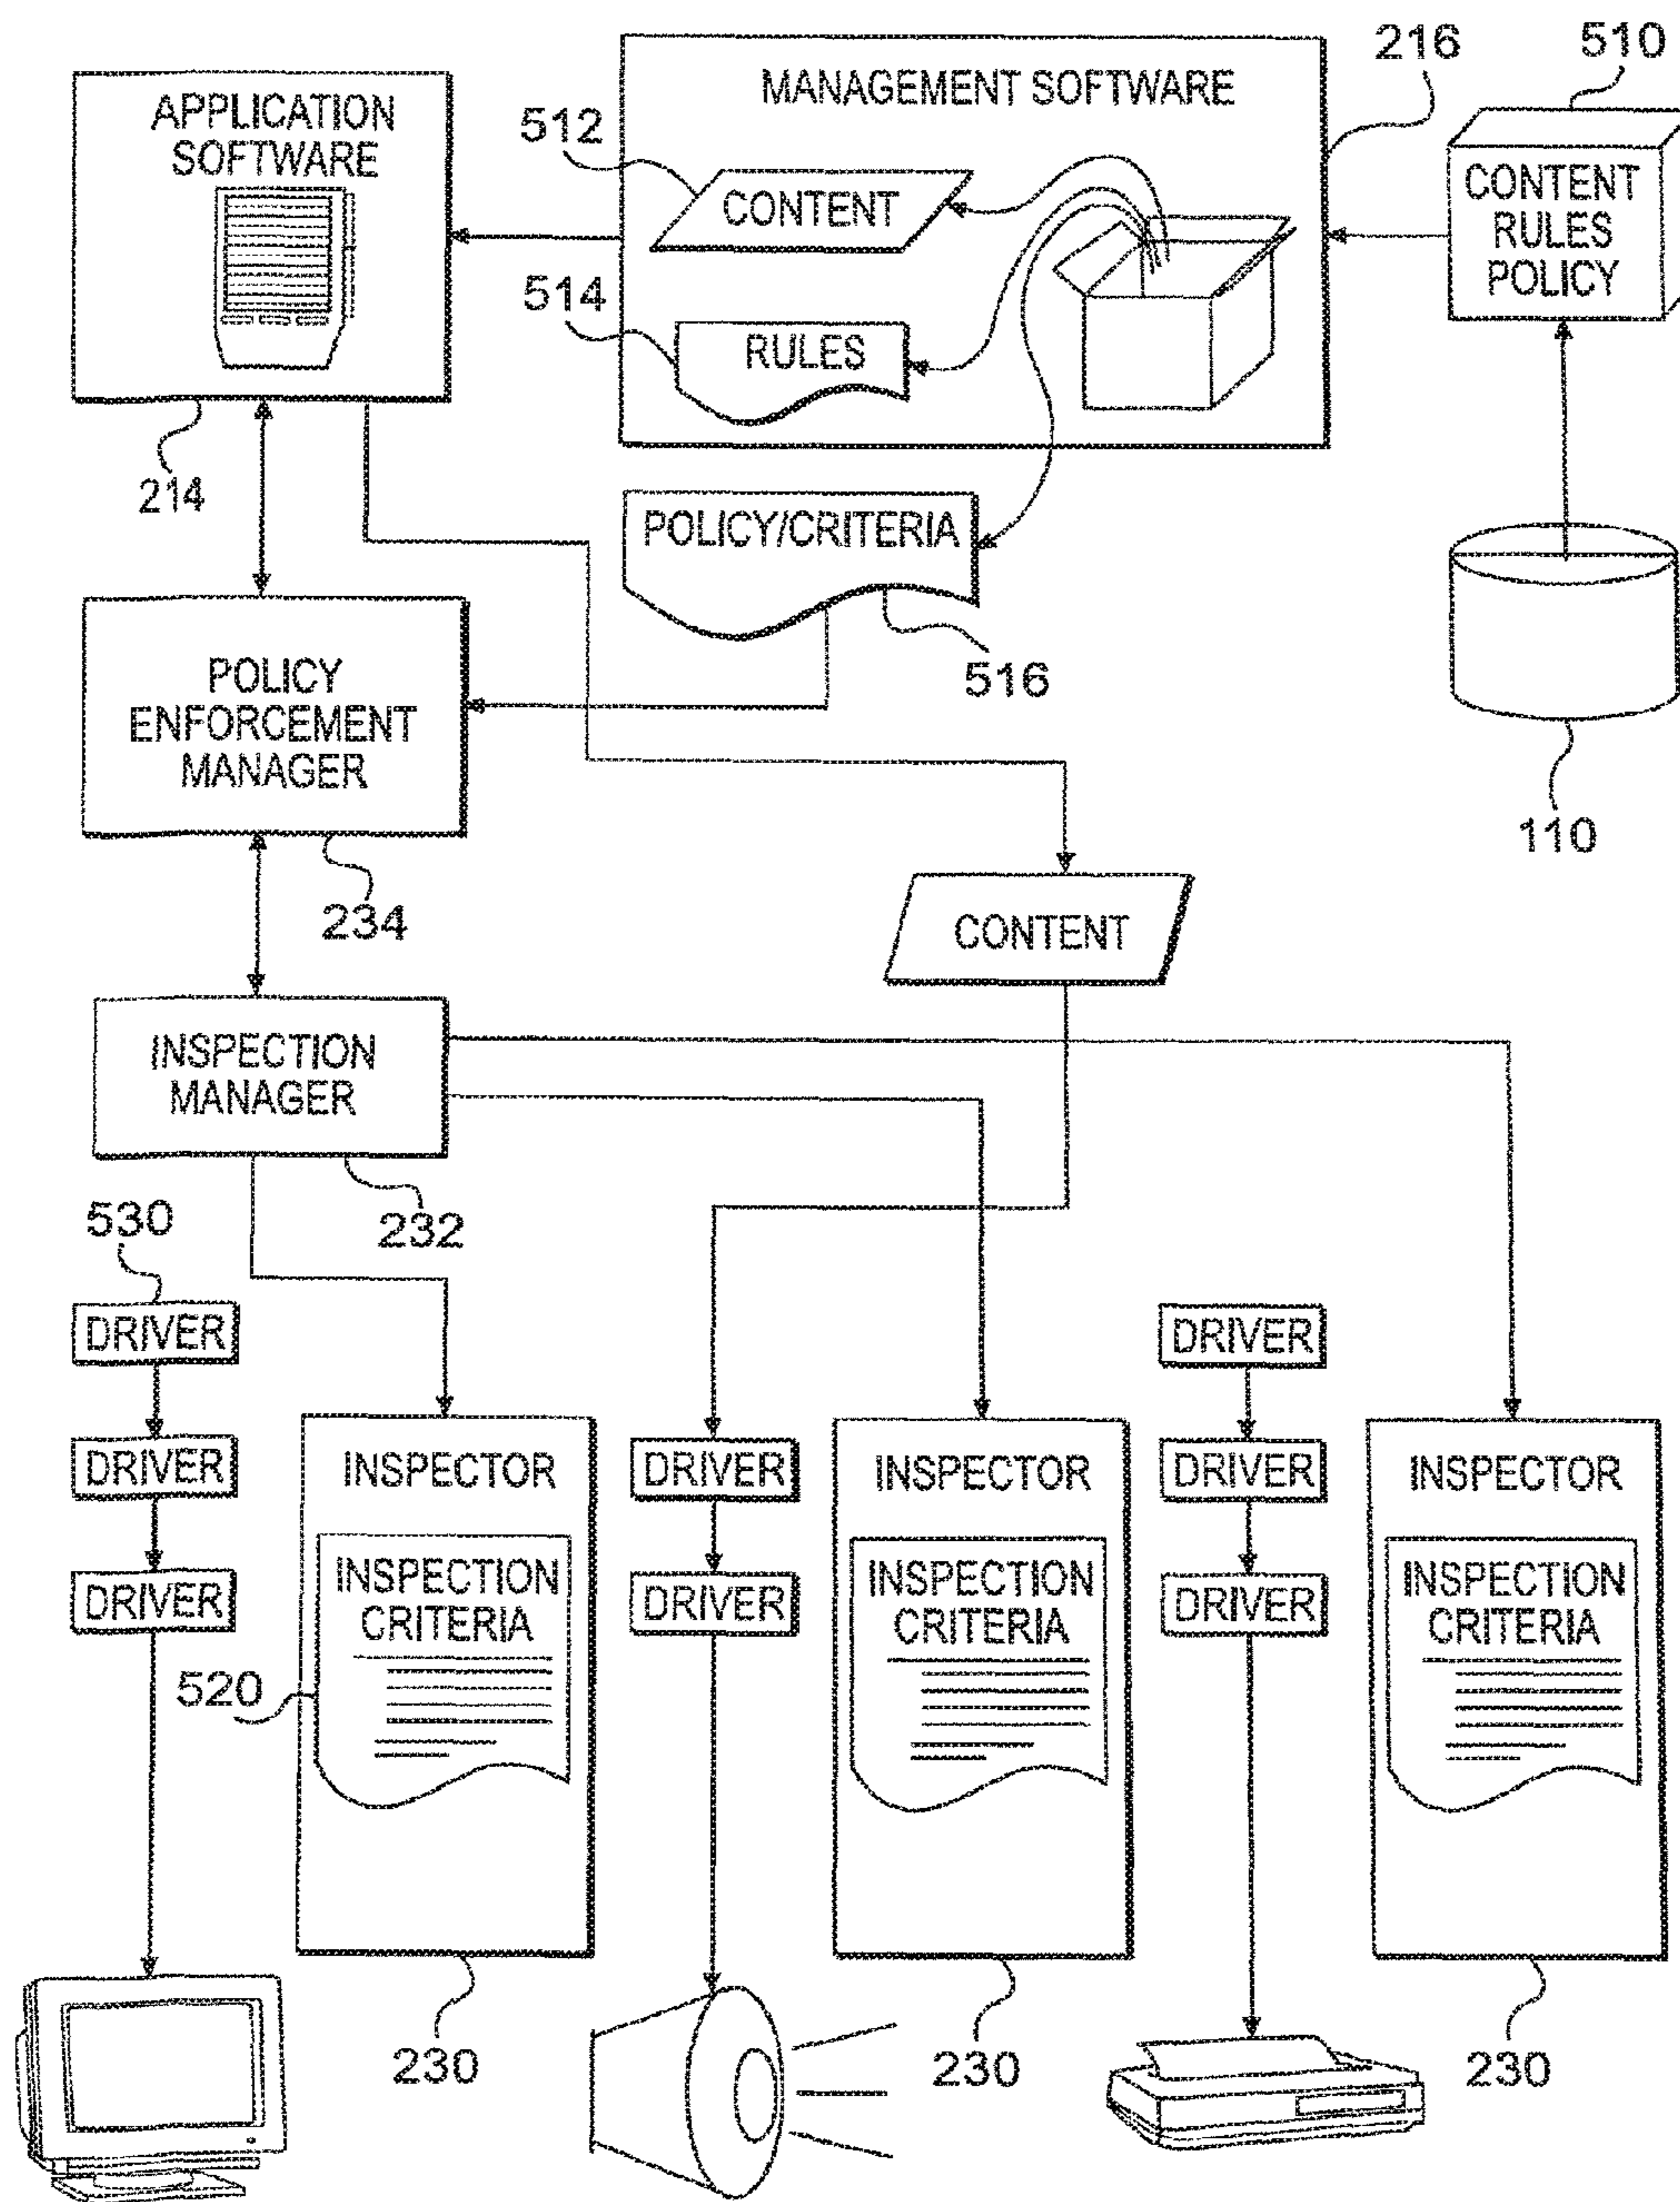 216
510
MANAGEMENT SOFTWARE
APPLICATION
SOFTWARE
512
CONTENT
CONTENT
RULES
POLICY
514
RULES
214
POLICY/CRITERIA
516
POLICY
ENFORCEMENT
MANAGER
110
234
CONTENT
INSPECTION
MANAGER
530
232
DRIVER
DRIVER
DRIVER
INSPECTOR
DRIVER
INSPECTOR
DRIVER
INSPECTOR
DRIVER
INSPECTION
CRITERIA
DRIVER
INSPECTION
CRITERIA
DRIVER
INSPECTION
CRITERIA
520
230
230
230